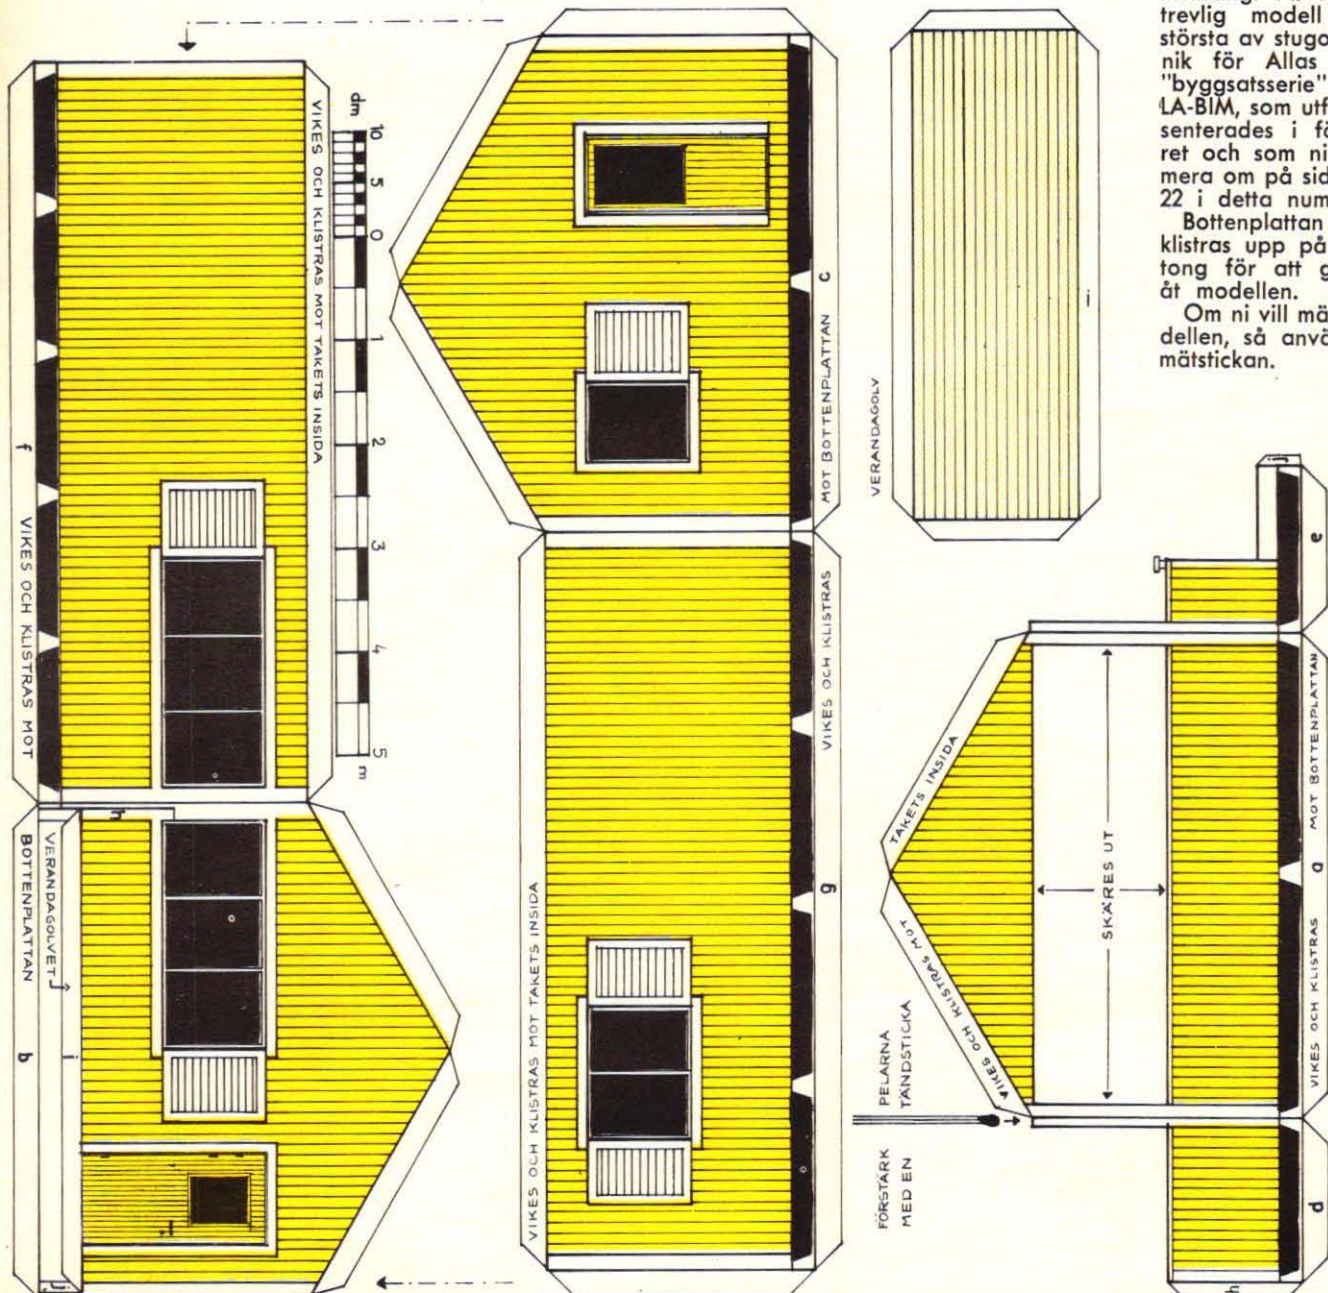 trevlig modell
största av stugo
nik för Allas
"byggsatsserie"
LA-BIM, som utf
senterades i fö
ret och som ni
mera om på sid
22 i detta num
Bottenplattan
klistras upp på
tong för att g
åt modellen.
Om ni vill mä
dellen, så anvä
mätstickan.
VIKES OCH KLISTRAS MOT TAKETS INSIDA
dm
10
5
0
1
2
3
4
5
m
f
VIKES OCH KLISTRAS MOT
h
VERANDAGOLVET
BOTTENPLATTAN
i
b
j
c
MOT BOTTENPLATTAN
VIKES OCH KLISTRAS
g
VIKES OCH KLISTRAS MOT TAKETS INSIDA
VERANDAGOLV
i
j
e
MOT BOTTENPLATTAN
a
VIKES OCH KLISTRAS
d
h
TAKETS INSIDA
VIKES OCH KLISTRAS MOT
SKÄRES UT
FÖRSTÄRK PELARNA
MED EN TÄNDSTICKA